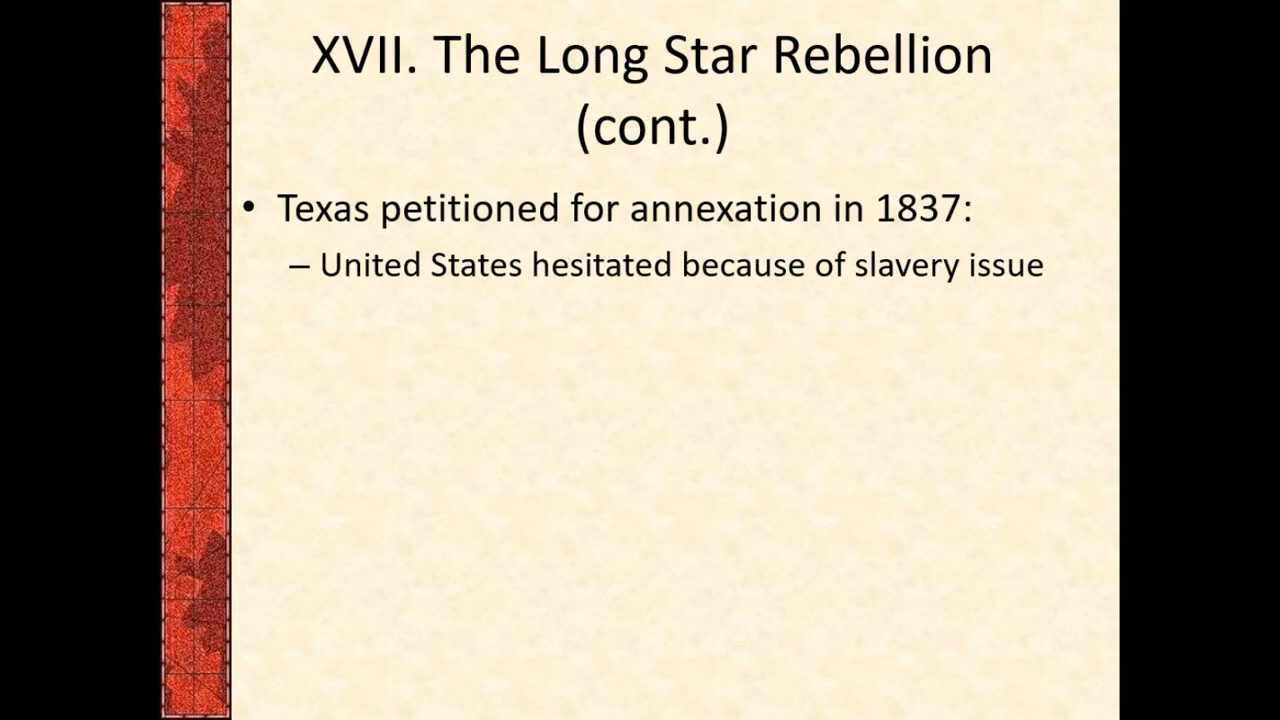 XVII. The Long Star Rebellion
(cont.)
• Texas petitioned for annexation in 1837:
– United States hesitated because of slavery issue